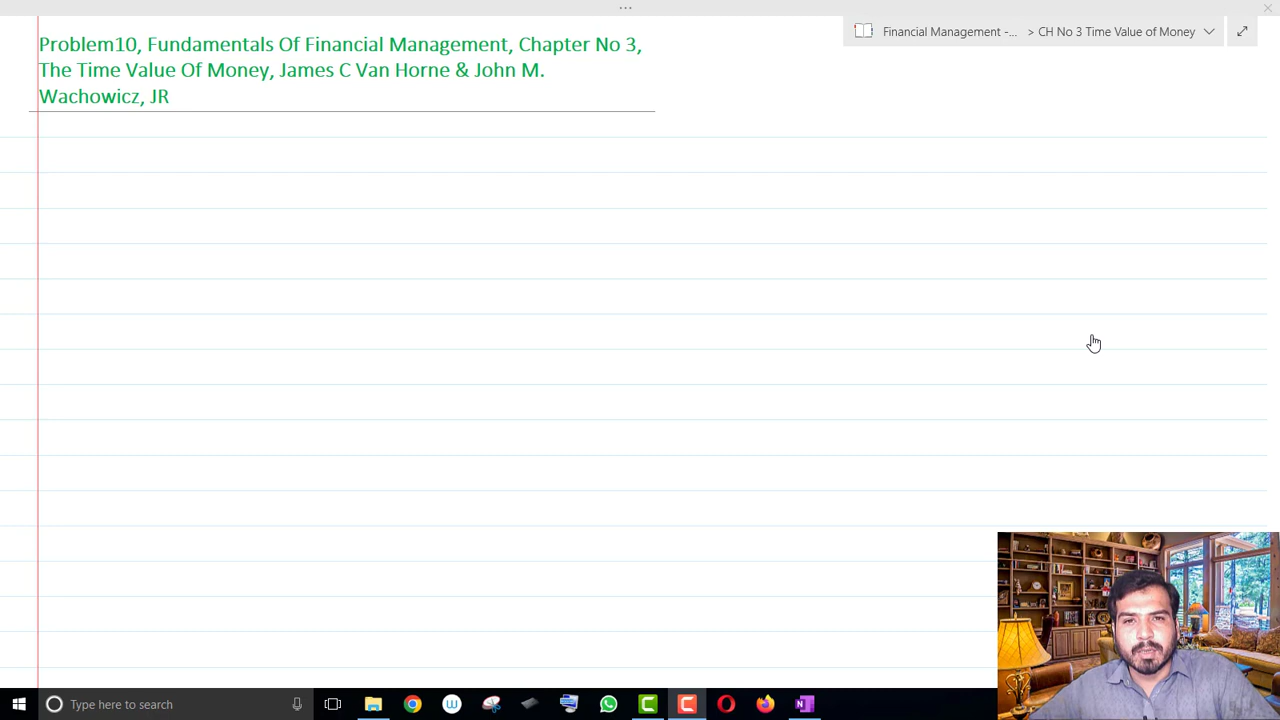 Problem10, Fundamentals Of Financial Management, Chapter No 3,
The Time Value Of Money, James C Van Horne & John M.
Wachowicz, JR
Financial Management -... > CH No 3 Time Value of Money
Type here to search